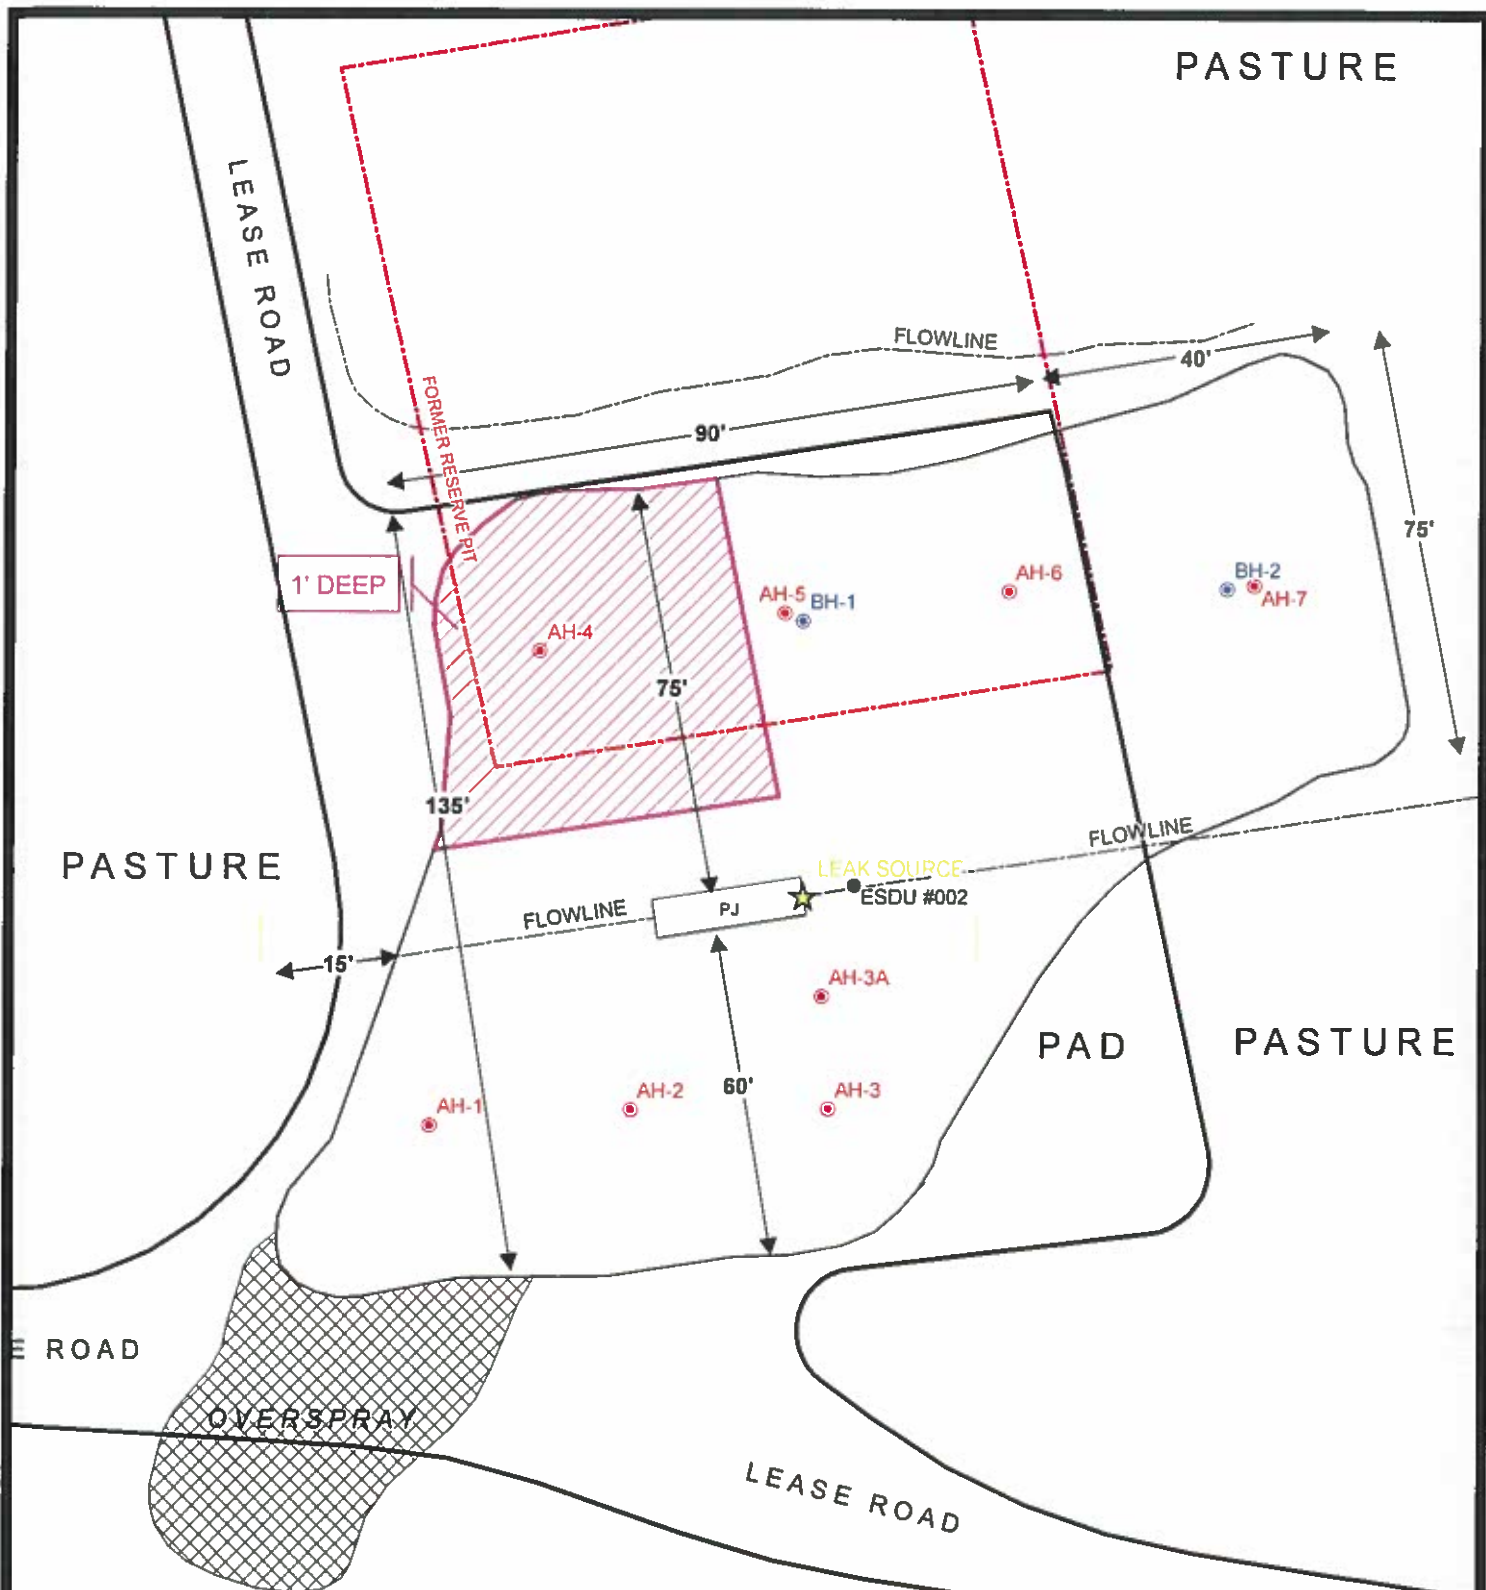 PASTURE
LEASE ROAD
FLOWLINE
40'
FORMER RESERVE PIT
90'
75'
1' DEEP
AH-4
AH-5
BH-1
AH-6
BH-2
AH-7
75'
135'
PASTURE
FLOWLINE
LEAK SOURCE
ESDU #002
PJ
FLOWLINE
15'
AH-3A
PAD
PASTURE
60'
AH-1
AH-2
AH-3
E ROAD
OVERSPRAY
LEASE ROAD